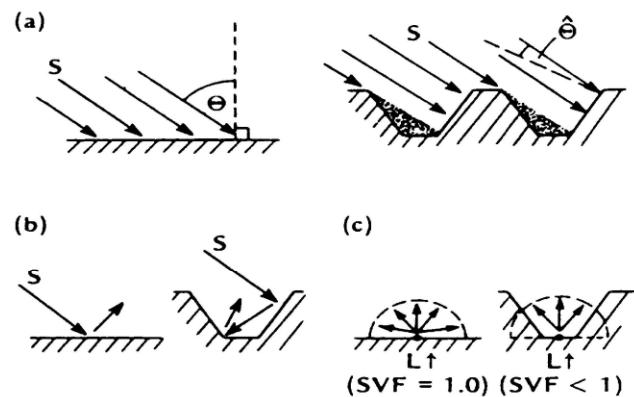 (a)
S
Θ
S
Θ̂
(b)
S
S
(c)
L↑
(SVF = 1.0)
L↑
(SVF < 1)